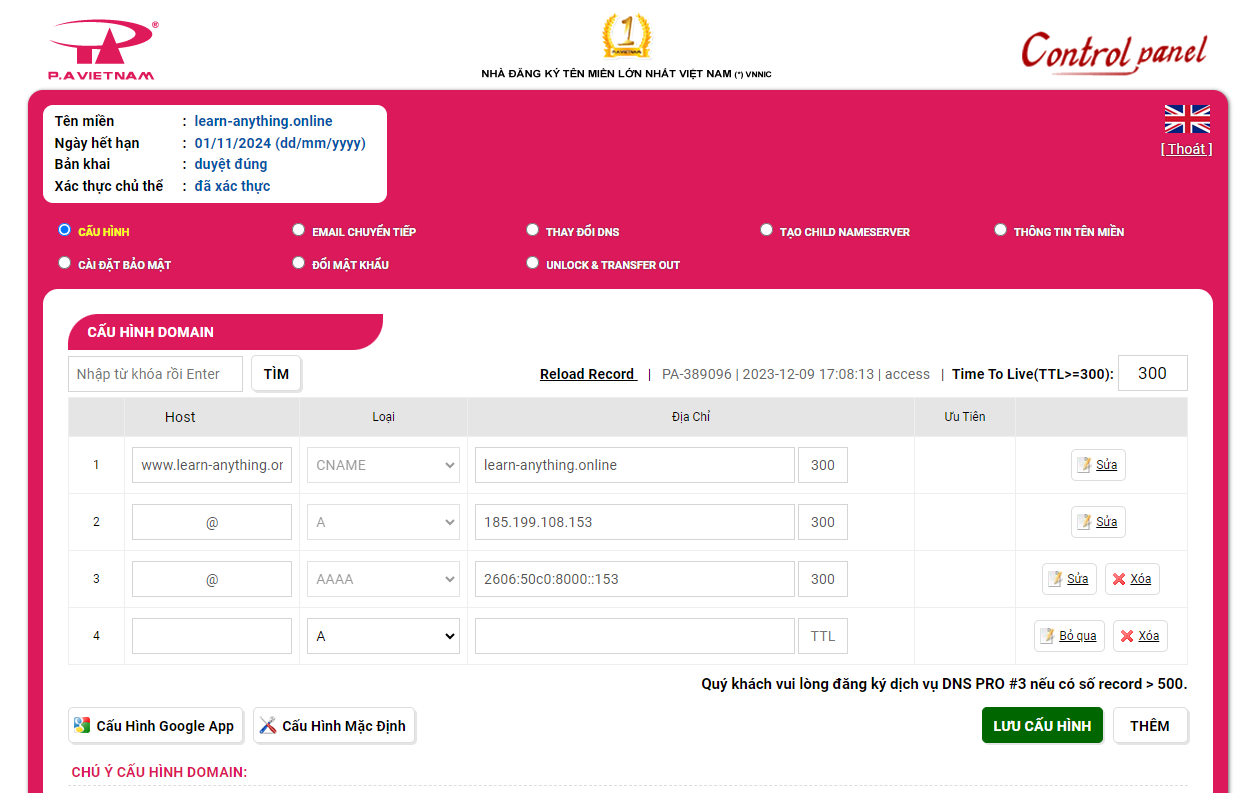 P.A VIETNAM ®
1
NHÀ ĐĂNG KÝ TÊN MIỀN LỚN NHẤT VIỆT NAM (*) VNNIC
Control panel
Tên miền : learn-anything.online
Ngày hết hạn : 01/11/2024 (dd/mm/yyyy)
Bản khai : duyệt đúng
Xác thực chủ thể : đã xác thực
[ Thoát ]
CẤU HÌNH EMAIL CHUYỂN TIẾP THAY ĐỔI DNS TẠO CHILD NAMESERVER THÔNG TIN TÊN MIỀN
CÀI ĐẶT BẢO MẬT ĐỔI MẬT KHẨU UNLOCK & TRANSFER OUT
CẤU HÌNH DOMAIN
Nhập từ khóa rồi Enter TÌM Reload Record | PA-389096 | 2023-12-09 17:08:13 | access | Time To Live(TTL>=300): 300
Host Loại Địa Chỉ Ưu Tiên
1 www.learn-anything.or CNAME learn-anything.online 300 Sửa
2 @ A 185.199.108.153 300 Sửa
3 @ AAAA 2606:50c0:8000::153 300 Sửa Xóa
4 A TTL Bỏ qua Xóa
Quý khách vui lòng đăng ký dịch vụ DNS PRO #3 nếu có số record > 500.
Cấu Hình Google App Cấu Hình Mặc Định LƯU CẤU HÌNH THÊM
CHÚ Ý CẤU HÌNH DOMAIN: